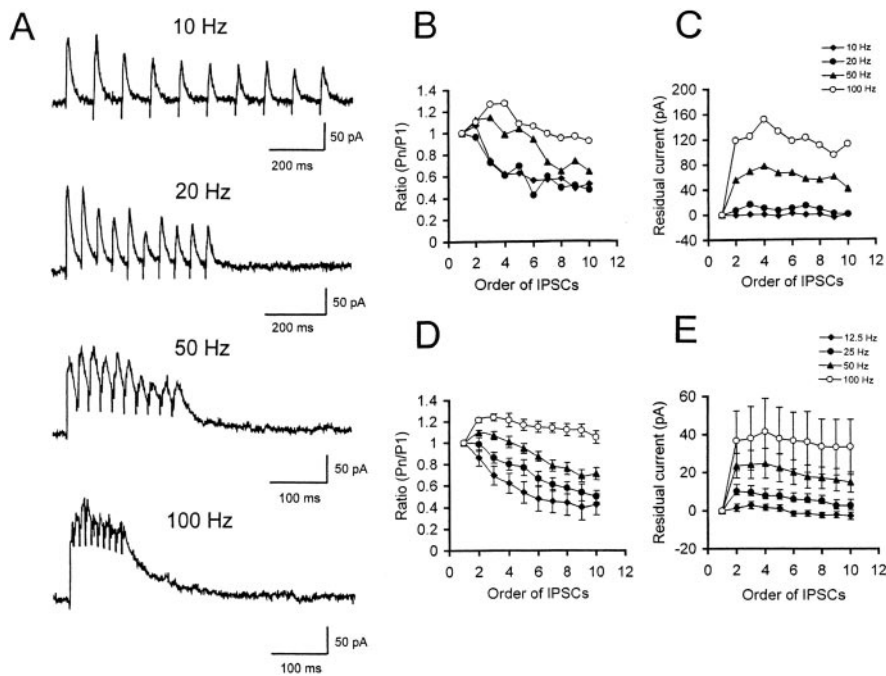 A
10 Hz
50 pA
200 ms
20 Hz
50 pA
200 ms
50 Hz
50 pA
100 ms
100 Hz
50 pA
100 ms
B
1.4
1.2
1
0.8
0.6
0.4
0.2
0
Ratio (Pn/P1)
0 2 4 6 8 10 12
Order of IPSCs
C
10 Hz
20 Hz
50 Hz
100 Hz
200
160
120
80
40
0
-40
Residual current (pA)
0 2 4 6 8 10 12
Order of IPSCs
D
1.4
1.2
1
0.8
0.6
0.4
0.2
0
Ratio (Pn/P1)
0 2 4 6 8 10 12
Order of IPSCs
E
12.5 Hz
25 Hz
50 Hz
100 Hz
60
40
20
0
-20
Residual current (pA)
0 2 4 6 8 10 12
Order of IPSCs